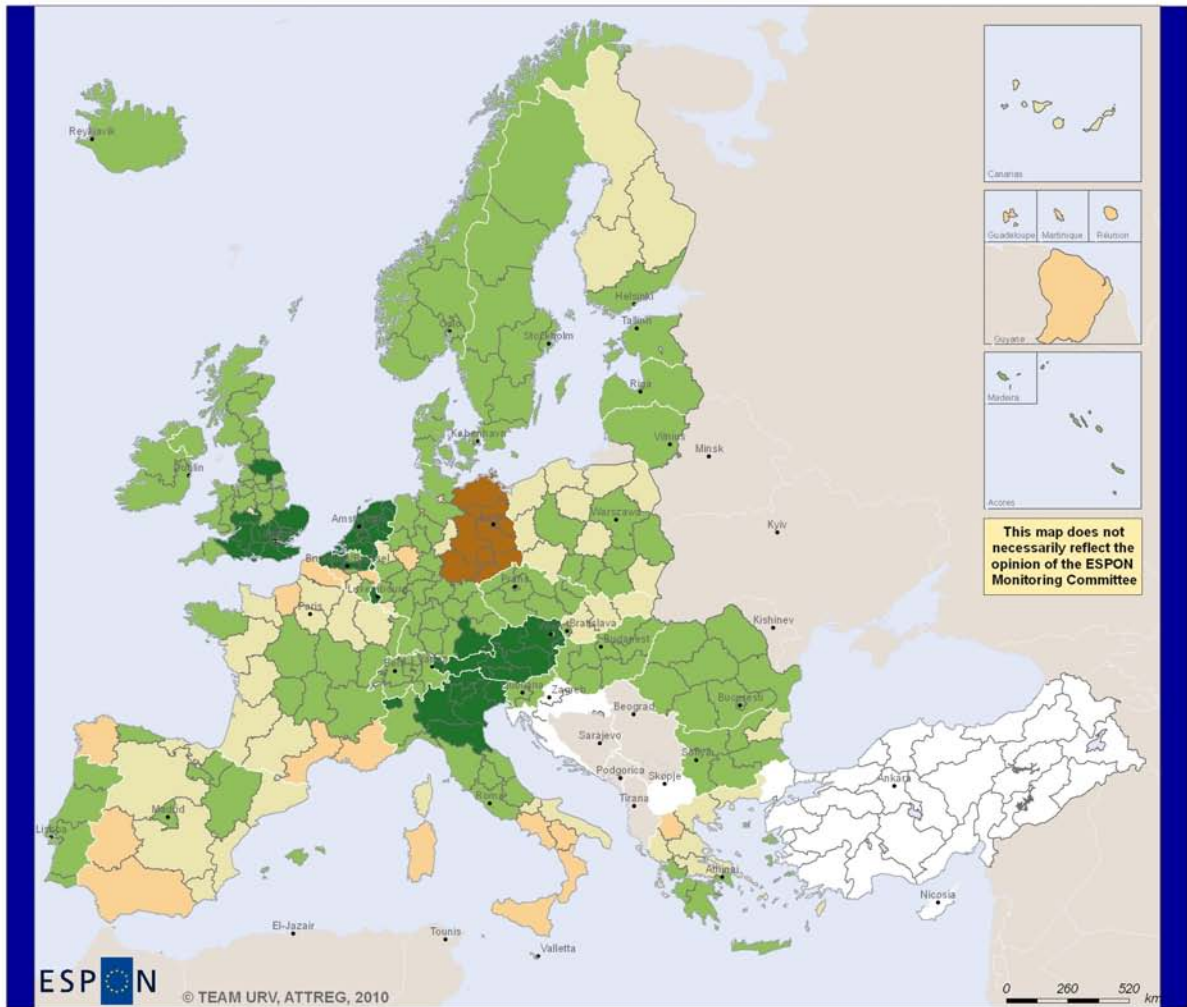 Reykjavik
Canarias
Guadeloupe
Martinique
Réunion
Guyane
Madeira
Acores
Oslo
Stockholm
Helsinki
Tallinn
Riga
Vilnius
Minsk
København
Dublin
Warszawa
Kyiv
Paris
Praha
Bratislava
Budapest
Kishinev
Zagreb
Beograd
Bucuresti
Sarajevo
Podgorica
Skopje
Tirana
Roma
Madrid
Lisboa
Ankara
Athinai
Nicosia
El-Jazair
Tounis
Valletta
This map does not
necessarily reflect the
opinion of the ESPON
Monitoring Committee
ESPON
© TEAM URV, ATTREG, 2010
0 260 520
km